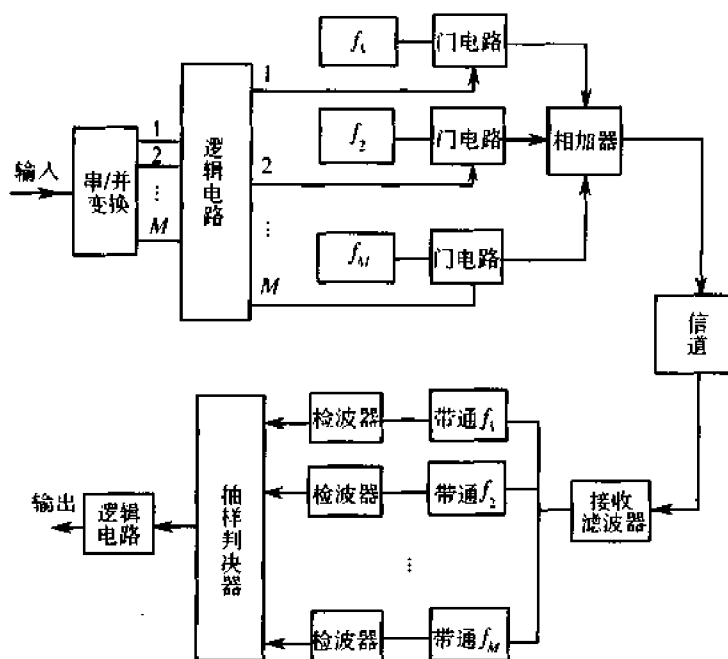 f₁
门电路
1
f₂
门电路
相加器
输入
串/并
变换
1
2
⋮
M
逻辑电路
2
⋮
f_M
门电路
M
信道
检波器
带通f₁
检波器
带通f₂
⋮
检波器
带通f_M
接收
滤波器
抽样判决器
逻辑
电路
输出